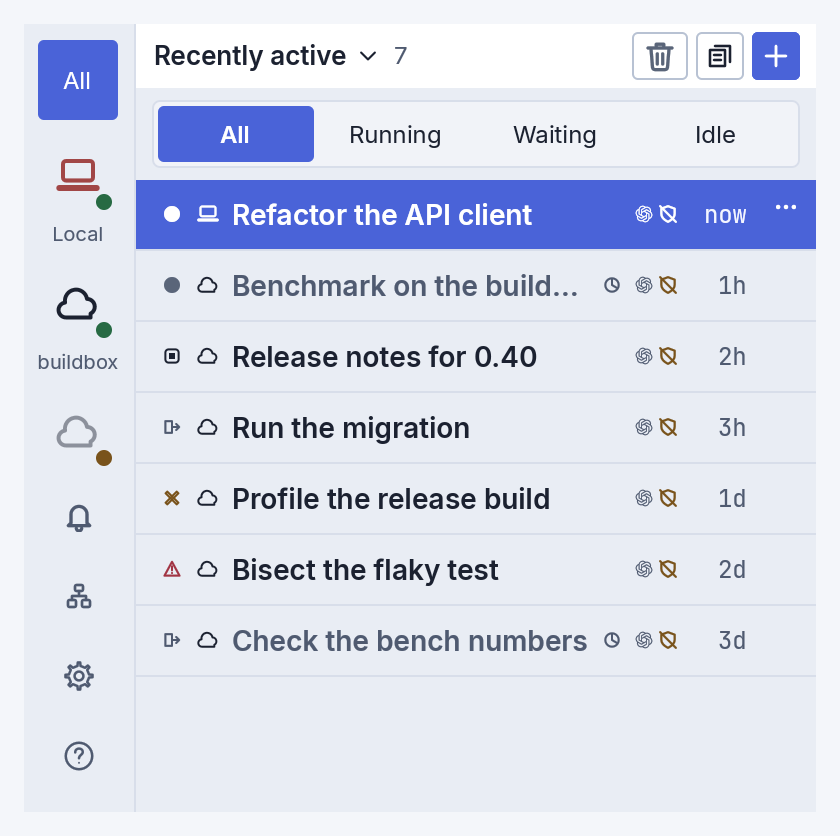 All
Recently active 7
All Running Waiting Idle
Local
buildbox
Refactor the API client now
Benchmark on the build... 1h
Release notes for 0.40 2h
Run the migration 3h
Profile the release build 1d
Bisect the flaky test 2d
Check the bench numbers 3d